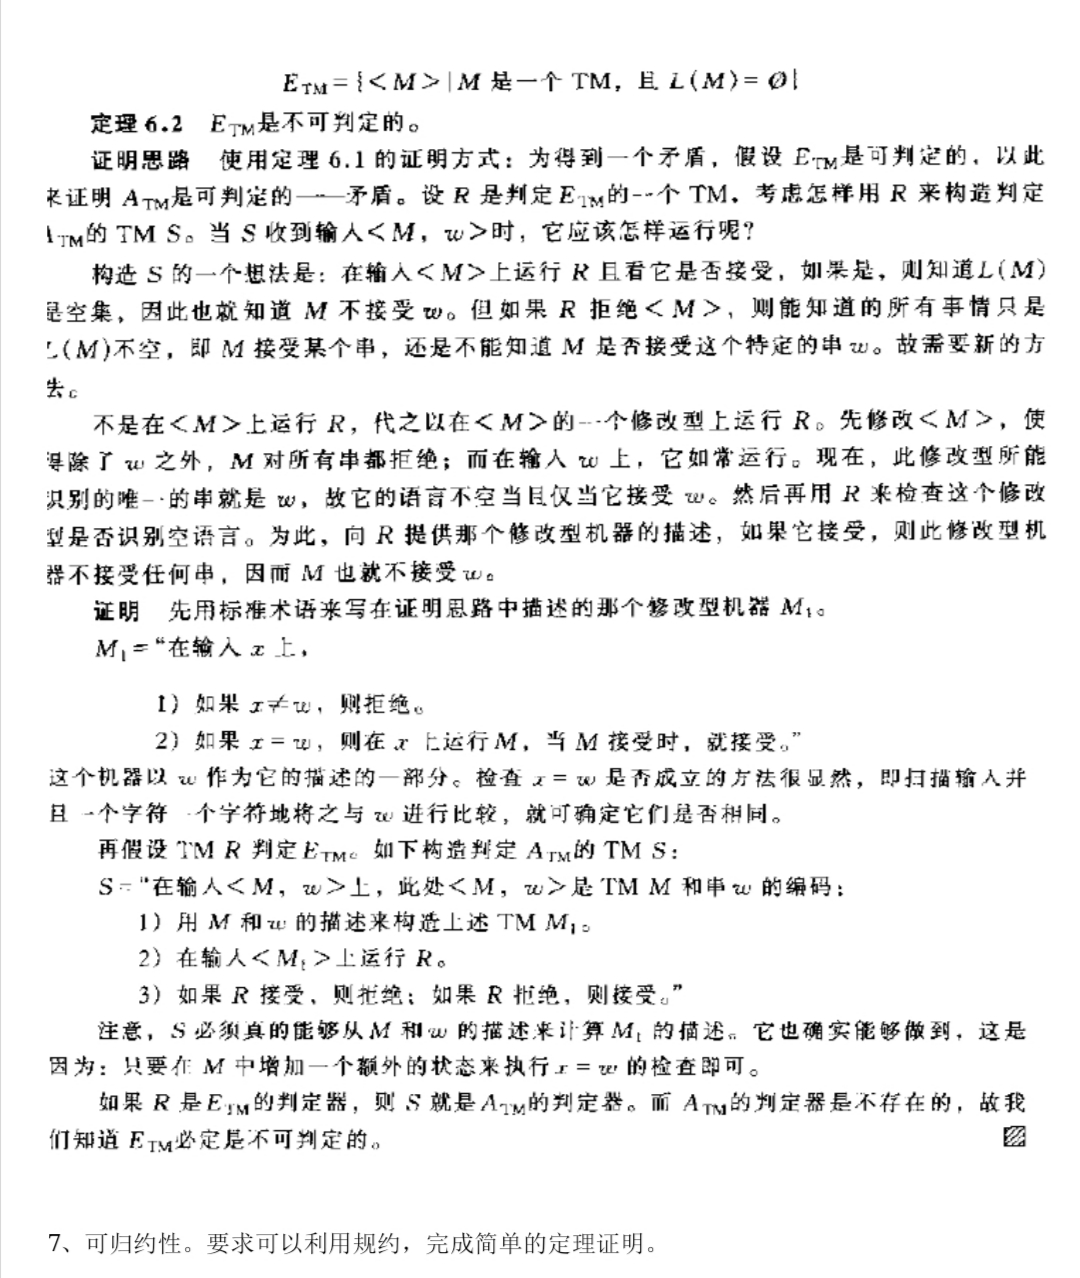 E_TM = {<M>|M 是一个 TM，且 L(M)= Ø}
定理 6.2 E_TM是不可判定的。
证明思路 使用定理 6.1 的证明方式：为得到一个矛盾，假设 E_TM是可判定的，以此
来证明 A_TM是可判定的——矛盾。设 R 是判定E_TM的一个 TM。考虑怎样用 R 来构造判定
A_TM的 TM S。当 S 收到输入<M，w>时，它应该怎样运行呢？
构造 S 的一个想法是：在输入<M>上运行 R 且看它是否接受，如果是，则知道L(M)
是空集，因此也就知道 M 不接受 w。但如果 R 拒绝<M>，则能知道的所有事情只是
L(M)不空，即 M 接受某个串，还是不能知道 M 是否接受这个特定的串 w。故需要新的方
法。
不是在<M>上运行 R，代之以在<M>的一个修改型上运行 R。先修改<M>，使
得除了 w 之外，M 对所有串都拒绝；而在输入 w 上，它如常运行。现在，此修改型所能
识别的唯一的串就是 w，故它的语言不空当且仅当它接受 w。然后再用 R 来检查这个修改
型是否识别空语言。为此，向 R 提供那个修改型机器的描述，如果它接受，则此修改型机
器不接受任何串，因而 M 也就不接受w。
证明 先用标准术语来写在证明思路中描述的那个修改型机器 M₁。
M₁=“在输入 x 上，
1）如果 x≠w，则拒绝。
2）如果 x = w，则在 x 上运行M，当 M 接受时，就接受。”
这个机器以 w 作为它的描述的一部分。检查 x = w 是否成立的方法很显然，即扫描输入并
且一个字符一个字符地将之与 w 进行比较，就可确定它们是否相同。
再假设 TM R 判定E_TM。如下构造判定 A_TM的 TM S：
S=“在输入<M，w>上，此处<M，w>是 TM M 和串w 的编码：
1）用 M 和w 的描述来构造上述 TM M₁。
2）在输入<M₁>上运行 R。
3）如果 R 接受，则拒绝；如果 R 拒绝，则接受。”
注意，S 必须真的能够从M 和w 的描述来计算M₁ 的描述。它也确实能够做到，这是
因为：只要在 M 中增加一个额外的状态来执行x = w 的检查即可。
如果 R 是E_TM的判定器，则 S 就是A_TM的判定器。而 A_TM的判定器是不存在的，故我
们知道 E_TM必定是不可判定的。
7、可归约性。要求可以利用规约，完成简单的定理证明。